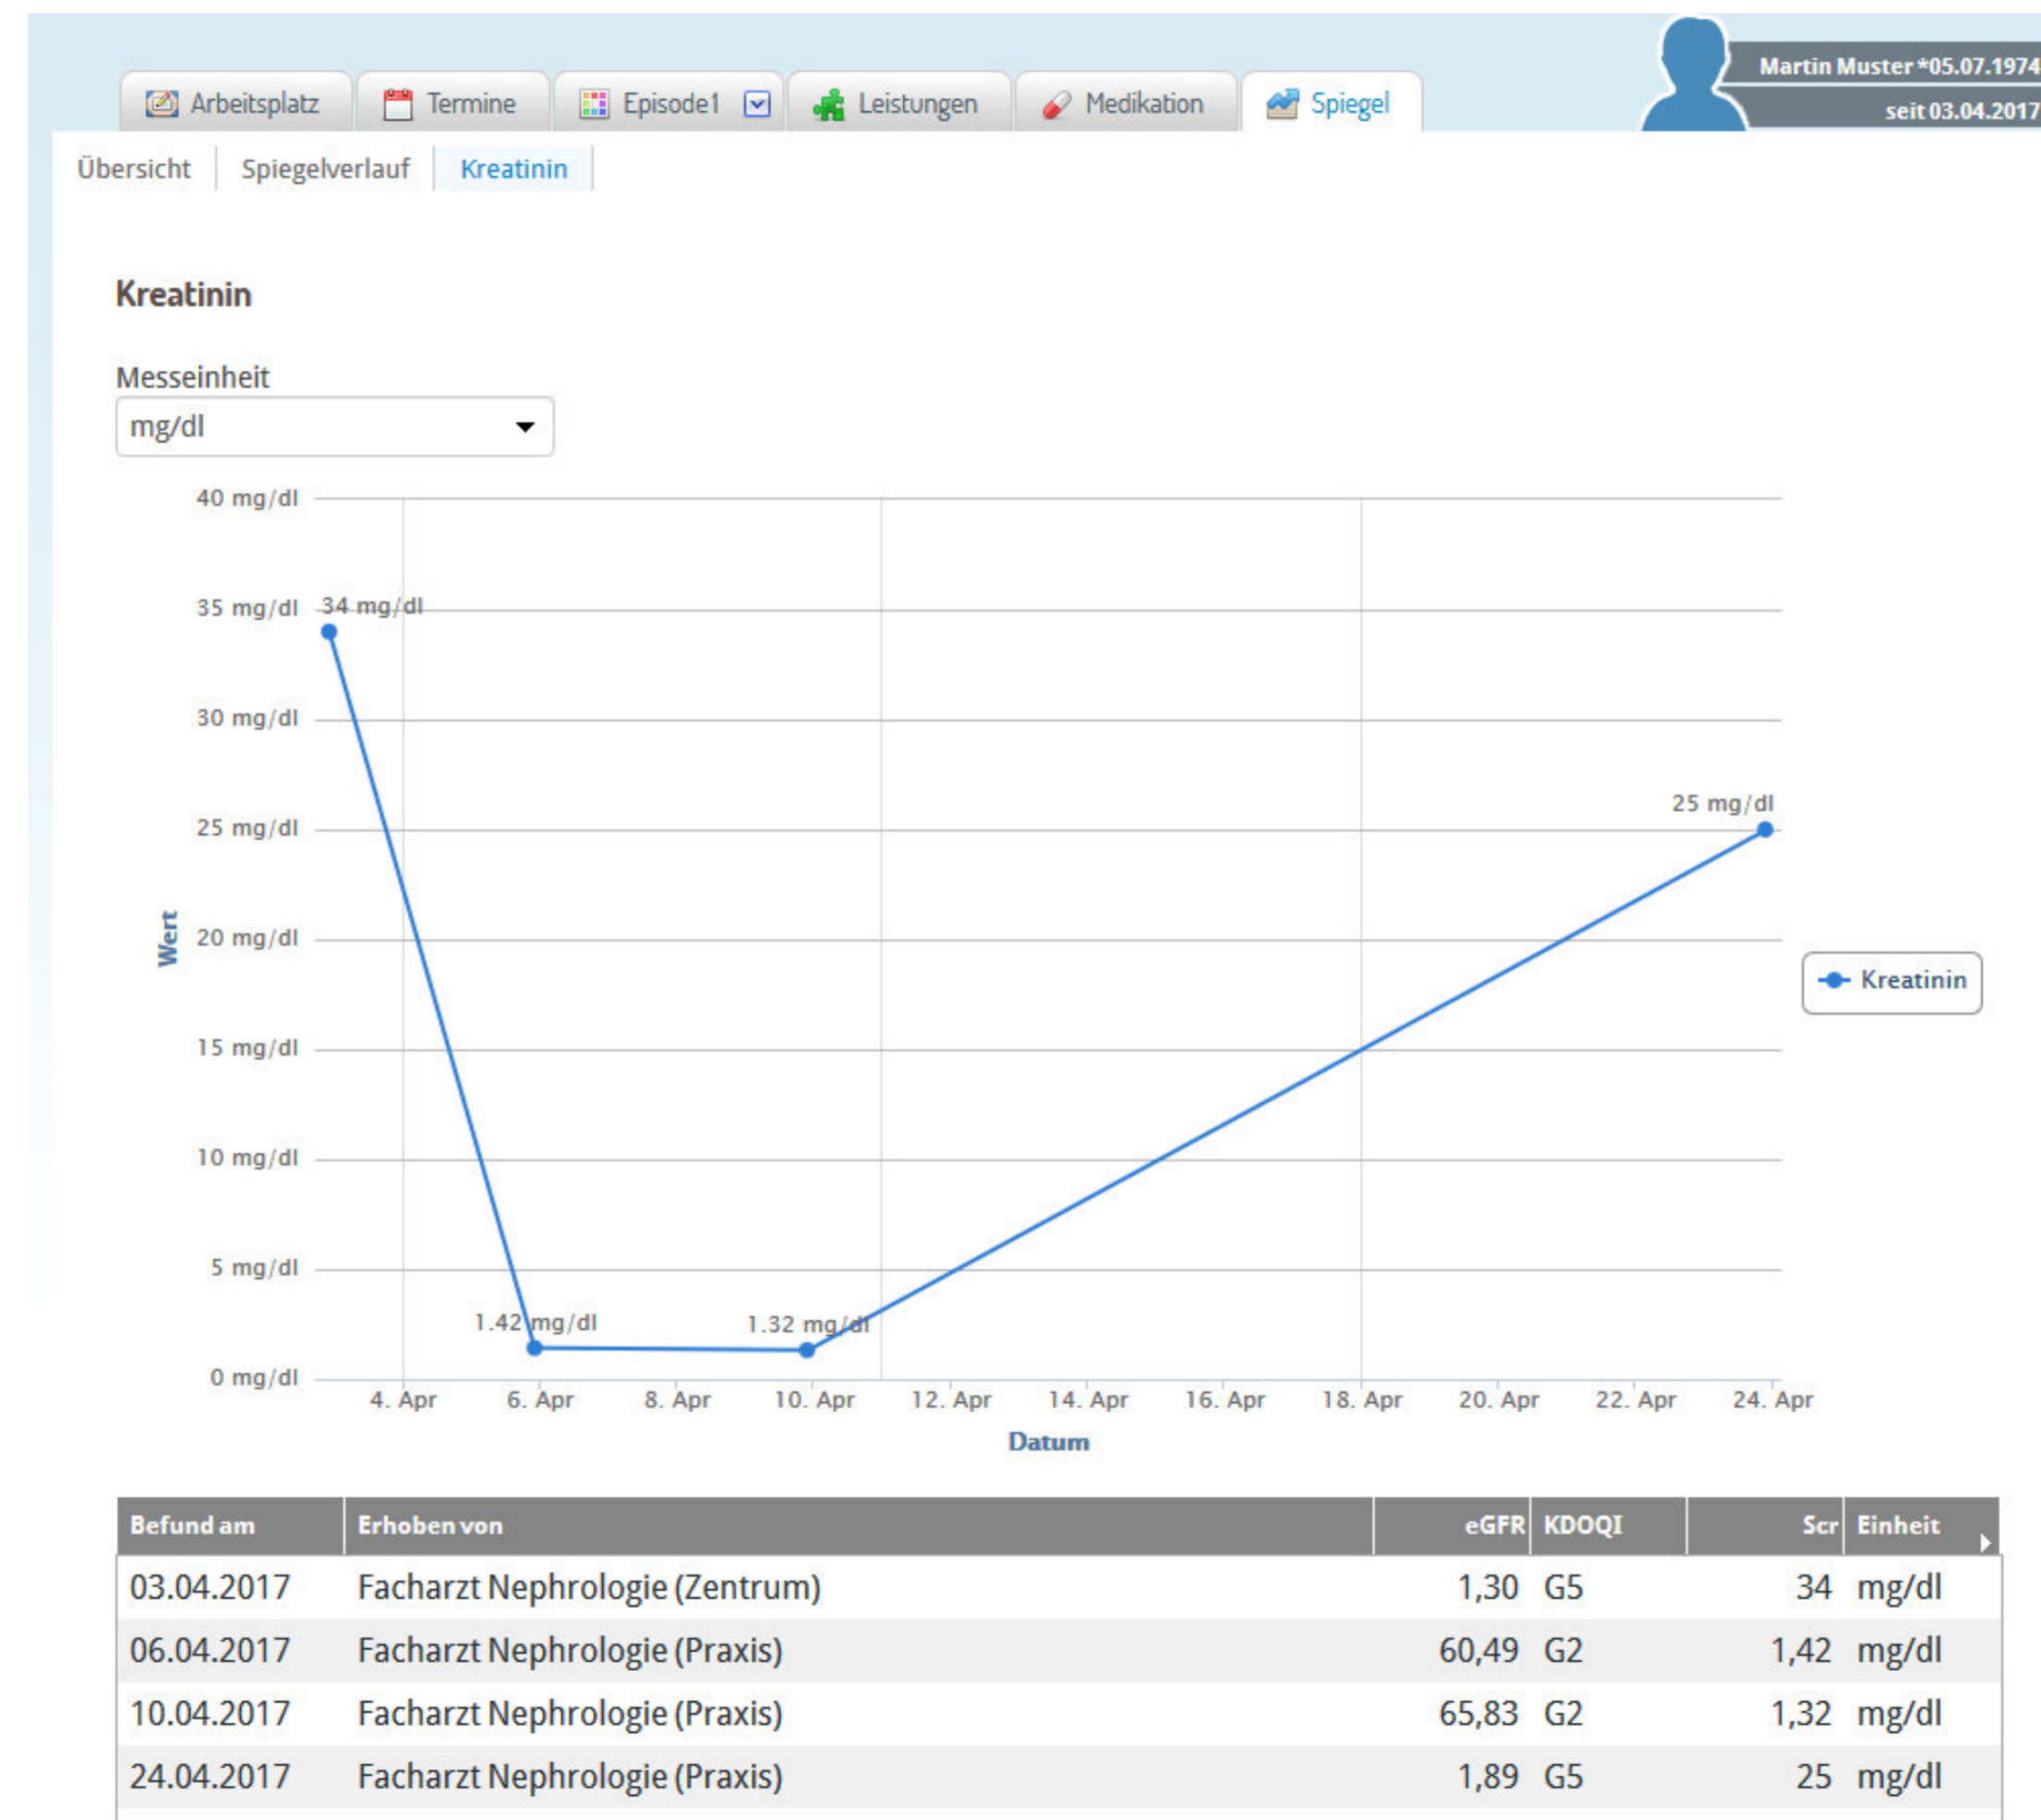 Martin Muster *05.07.1974
seit 03.04.2017
Arbeitsplatz Termine Episode1 Leistungen Medikation Spiegel
Übersicht Spiegelverlauf Kreatinin
Kreatinin
Messeinheit
mg/dl
40 mg/dl
35 mg/dl
30 mg/dl
25 mg/dl
20 mg/dl
15 mg/dl
10 mg/dl
5 mg/dl
0 mg/dl
Wert
34 mg/dl
1.42 mg/dl
1.32 mg/dl
25 mg/dl
Kreatinin
4. Apr 6. Apr 8. Apr 10. Apr 12. Apr 14. Apr 16. Apr 18. Apr 20. Apr 22. Apr 24. Apr
Datum
Befund am Erhoben von eGFR KDOQI Scr Einheit
03.04.2017 Facharzt Nephrologie (Zentrum) 1,30 G5 34 mg/dl
06.04.2017 Facharzt Nephrologie (Praxis) 60,49 G2 1,42 mg/dl
10.04.2017 Facharzt Nephrologie (Praxis) 65,83 G2 1,32 mg/dl
24.04.2017 Facharzt Nephrologie (Praxis) 1,89 G5 25 mg/dl